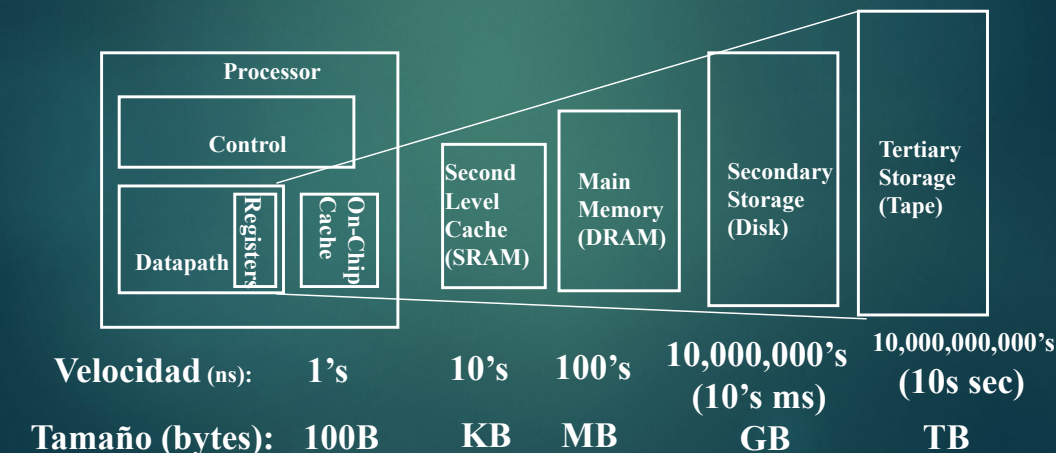 Processor
Control
Datapath
Registers
On-Chip
Cache
Second
Level
Cache
(SRAM)
Main
Memory
(DRAM)
Secondary
Storage
(Disk)
Tertiary
Storage
(Tape)
Velocidad (ns): 1’s 10’s 100’s 10,000,000’s 10,000,000,000’s
(10’s ms) (10s sec)
Tamaño (bytes): 100B KB MB GB TB